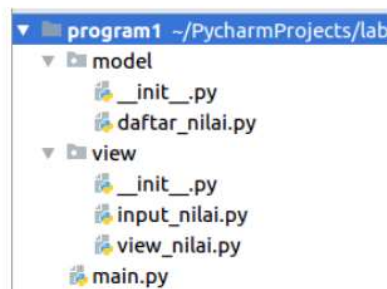 program1 ~/PycharmProjects/lab
model
__init__.py
daftar_nilai.py
view
__init__.py
input_nilai.py
view_nilai.py
main.py